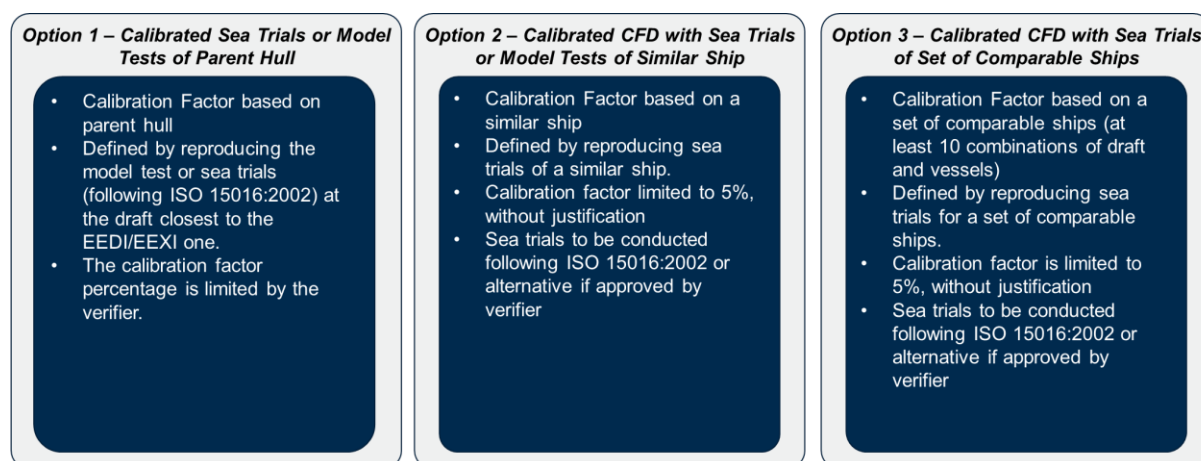 Option 1 – Calibrated Sea Trials or Model
Tests of Parent Hull
• Calibration Factor based on
parent hull
• Defined by reproducing the
model test or sea trials
(following ISO 15016:2002) at
the draft closest to the
EEDI/EEXI one.
• The calibration factor
percentage is limited by the
verifier.
Option 2 – Calibrated CFD with Sea Trials
or Model Tests of Similar Ship
• Calibration Factor based on a
similar ship
• Defined by reproducing sea
trials of a similar ship.
• Calibration factor limited to 5%,
without justification
• Sea trials to be conducted
following ISO 15016:2002 or
alternative if approved by
verifier
Option 3 – Calibrated CFD with Sea Trials
of Set of Comparable Ships
• Calibration Factor based on a
set of comparable ships (at
least 10 combinations of draft
and vessels)
• Defined by reproducing sea
trials for a set of comparable
ships.
• Calibration factor is limited to
5%, without justification
• Sea trials to be conducted
following ISO 15016:2002 or
alternative if approved by
verifier